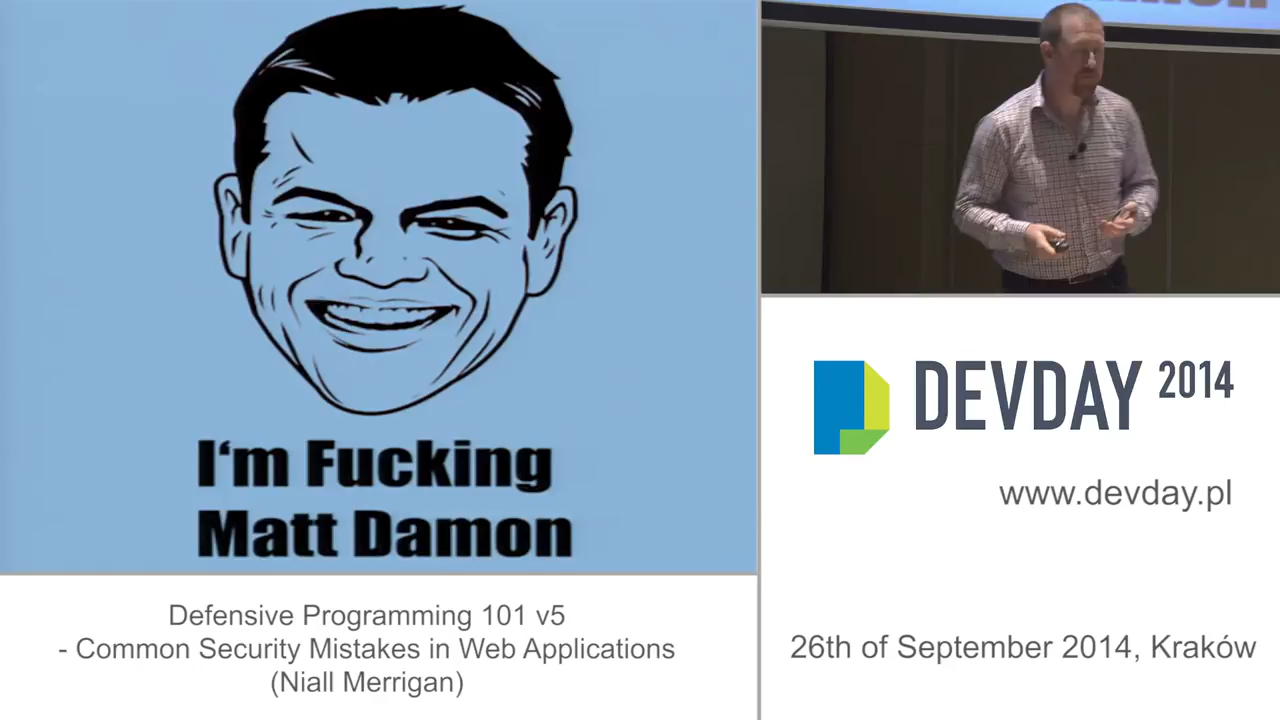 I'm Fucking
Matt Damon
DEVDAY 2014
www.devday.pl
Defensive Programming 101 v5
- Common Security Mistakes in Web Applications
(Niall Merrigan)
26th of September 2014, Kraków